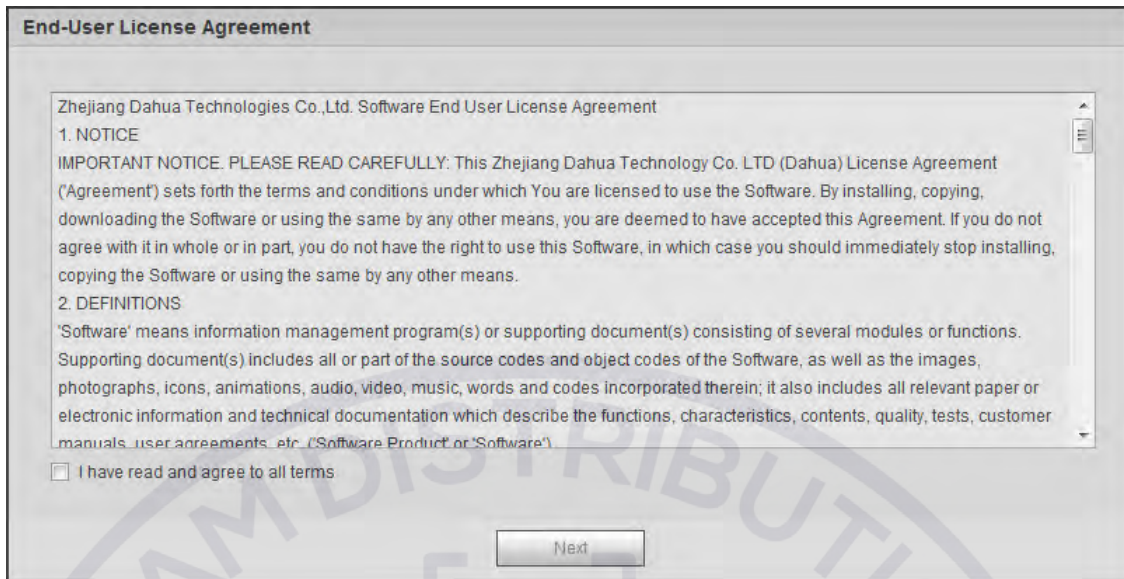 End-User License Agreement
Zhejiang Dahua Technologies Co.,Ltd. Software End User License Agreement
1. NOTICE
IMPORTANT NOTICE. PLEASE READ CAREFULLY: This Zhejiang Dahua Technology Co. LTD (Dahua) License Agreement
('Agreement') sets forth the terms and conditions under which You are licensed to use the Software. By installing, copying,
downloading the Software or using the same by any other means, you are deemed to have accepted this Agreement. If you do not
agree with it in whole or in part, you do not have the right to use this Software, in which case you should immediately stop installing,
copying the Software or using the same by any other means.
2. DEFINITIONS
'Software' means information management program(s) or supporting document(s) consisting of several modules or functions.
Supporting document(s) includes all or part of the source codes and object codes of the Software, as well as the images,
photographs, icons, animations, audio, video, music, words and codes incorporated therein; it also includes all relevant paper or
electronic information and technical documentation which describe the functions, characteristics, contents, quality, tests, customer
manuals, user agreements, etc. ('Software Product' or 'Software')
I have read and agree to all terms
Next